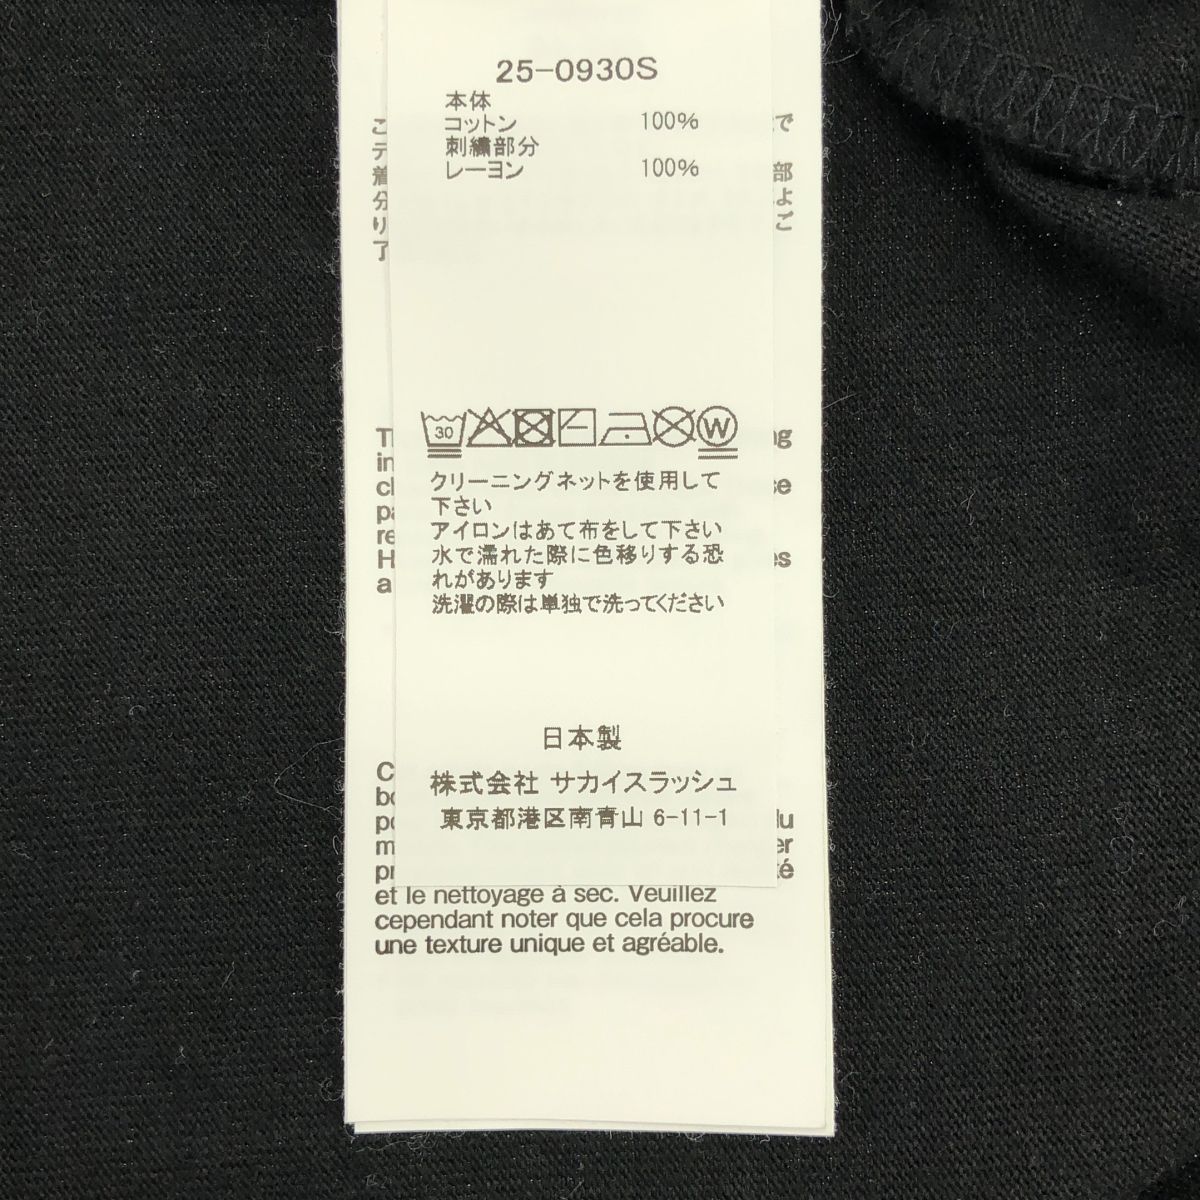 25-0930S
本体
コットン 100%
刺繍部分
レーヨン 100%
30
W
クリーニングネットを使用して
下さい
アイロンはあて布をして下さい
水で濡れた際に色移りする恐
れがあります
洗濯の際は単独で洗ってください
日本製
株式会社 サカイスラッシュ
東京都港区南青山 6-11-1
et le nettoyage à sec. Veuillez
cependant noter que cela procure
une texture unique et agréable.